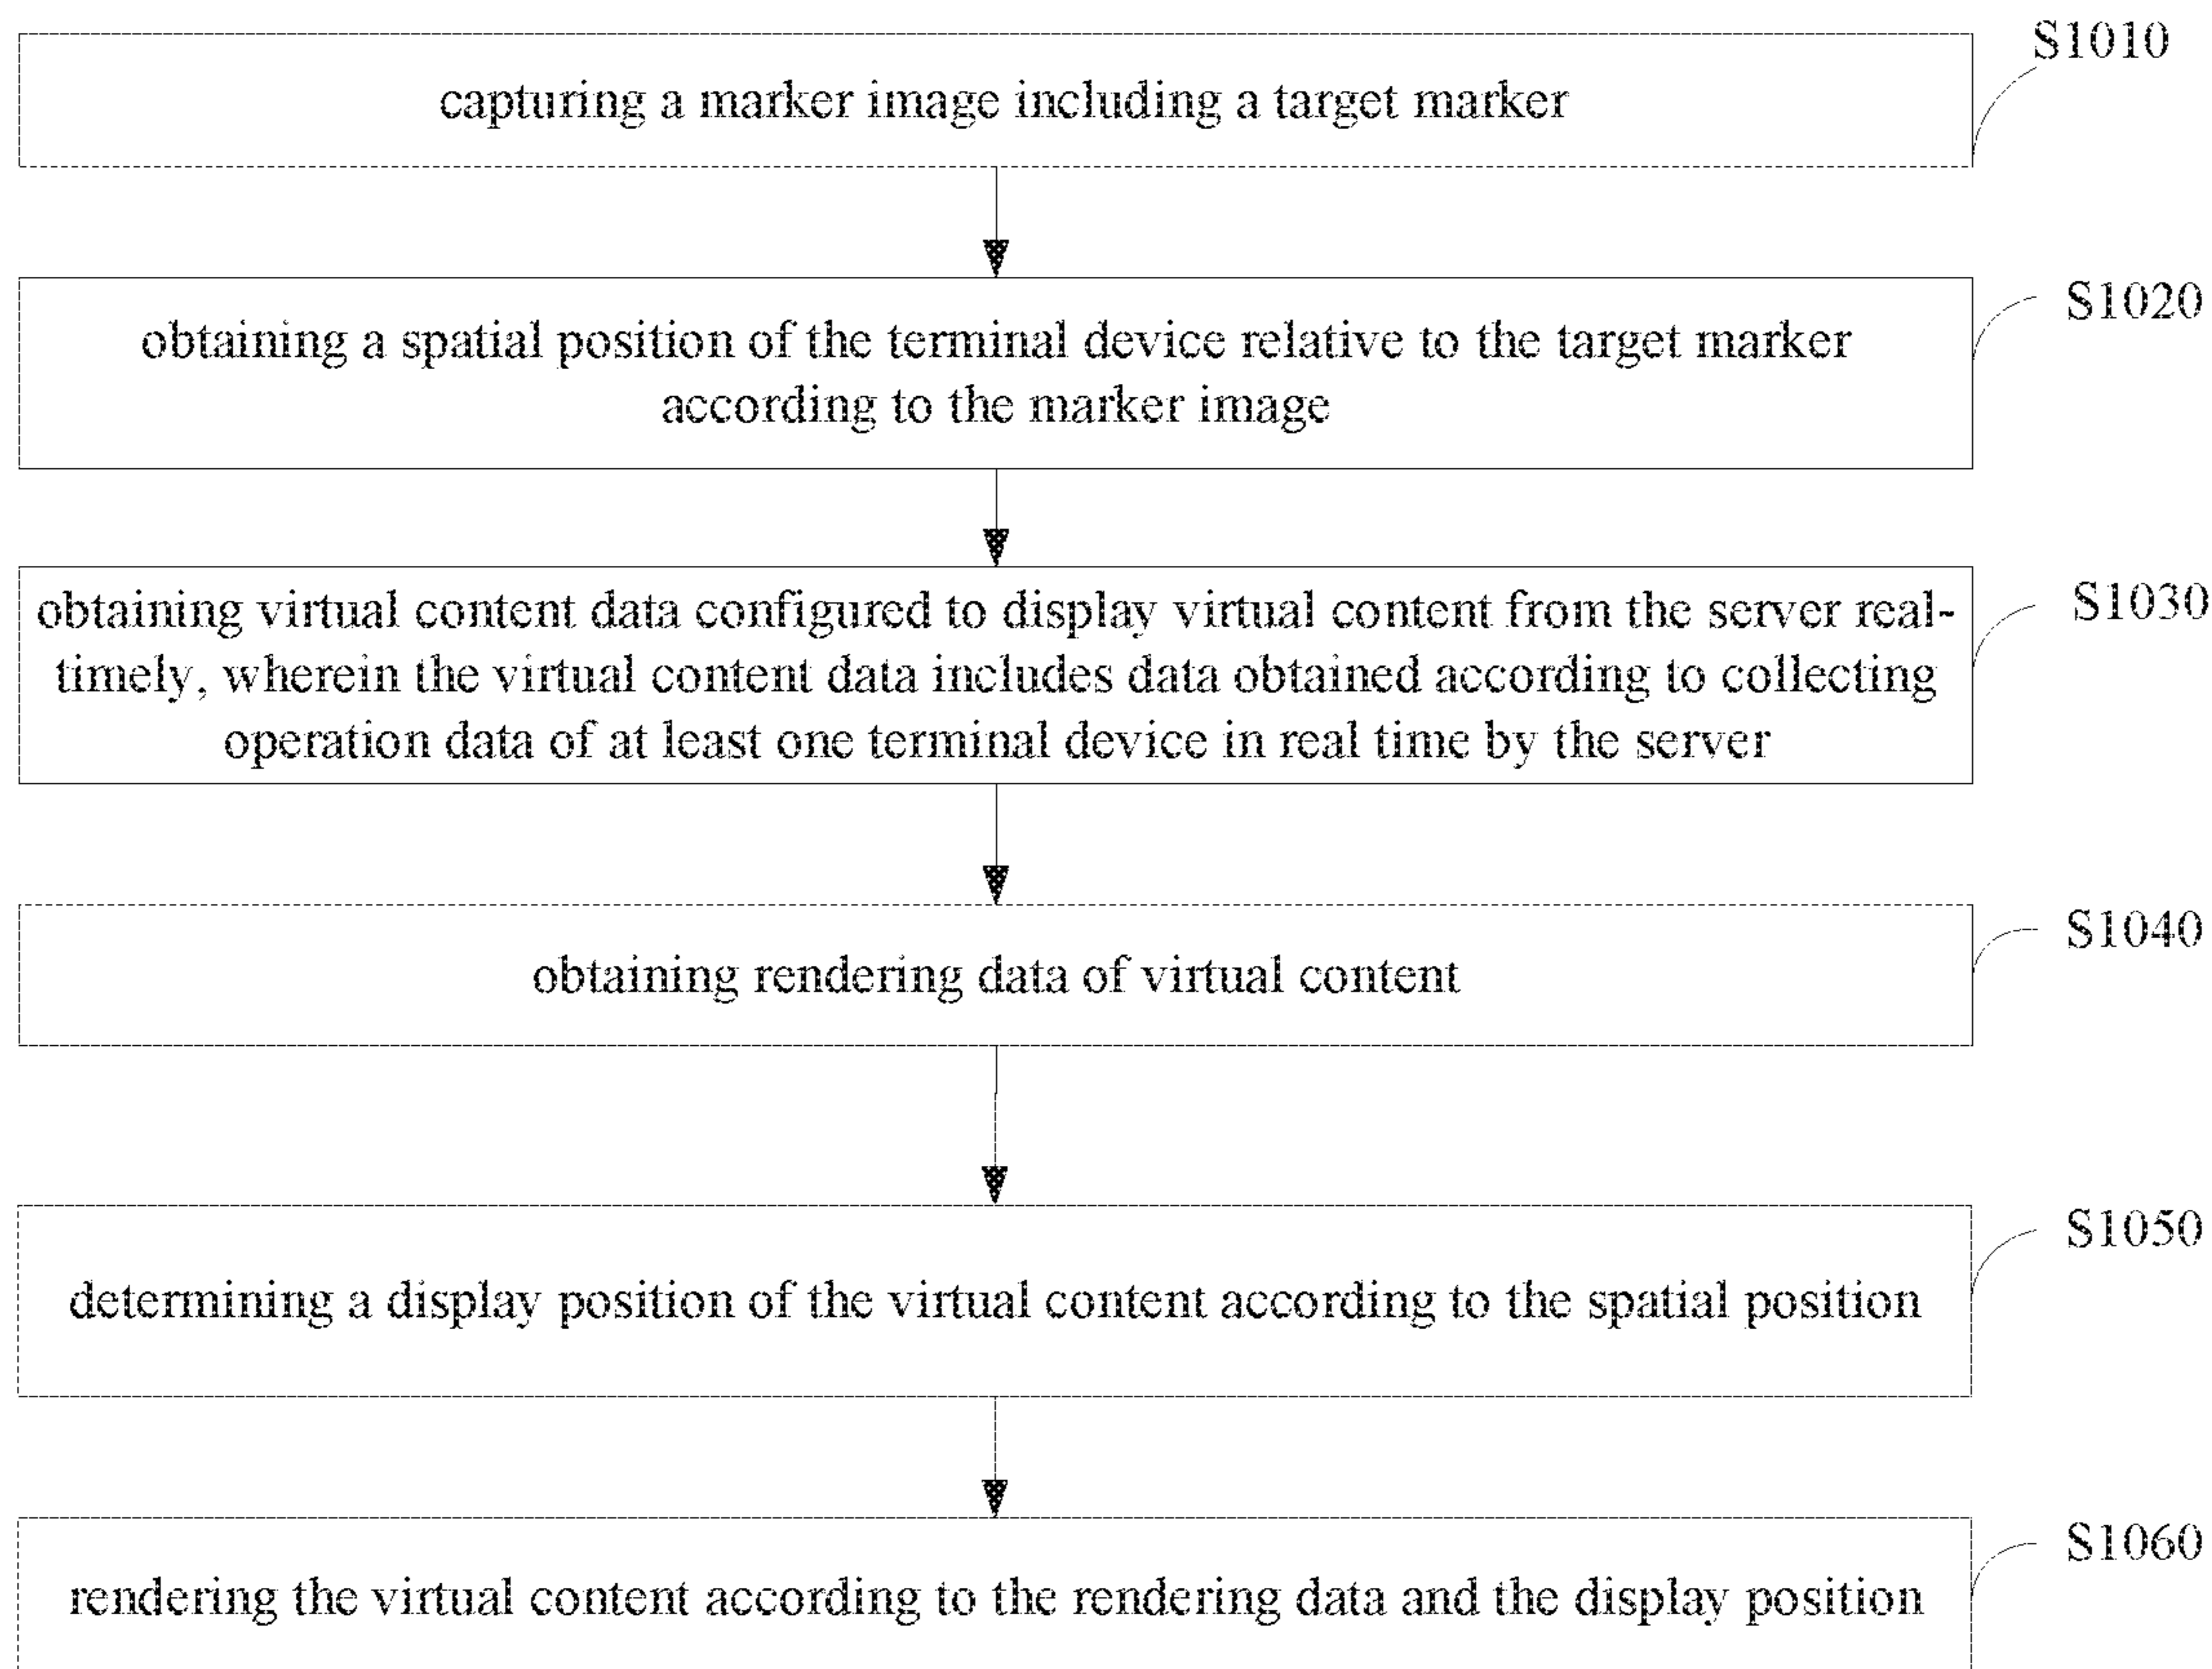 S1010
capturing a marker image including a target marker
S1020
obtaining a spatial position of the terminal device relative to the target marker
according to the marker image
S1030
obtaining virtual content data configured to display virtual content from the server real-
timely, wherein the virtual content data includes data obtained according to collecting
operation data of at least one terminal device in real time by the server
S1040
obtaining rendering data of virtual content
S1050
determining a display position of the virtual content according to the spatial position
S1060
rendering the virtual content according to the rendering data and the display position